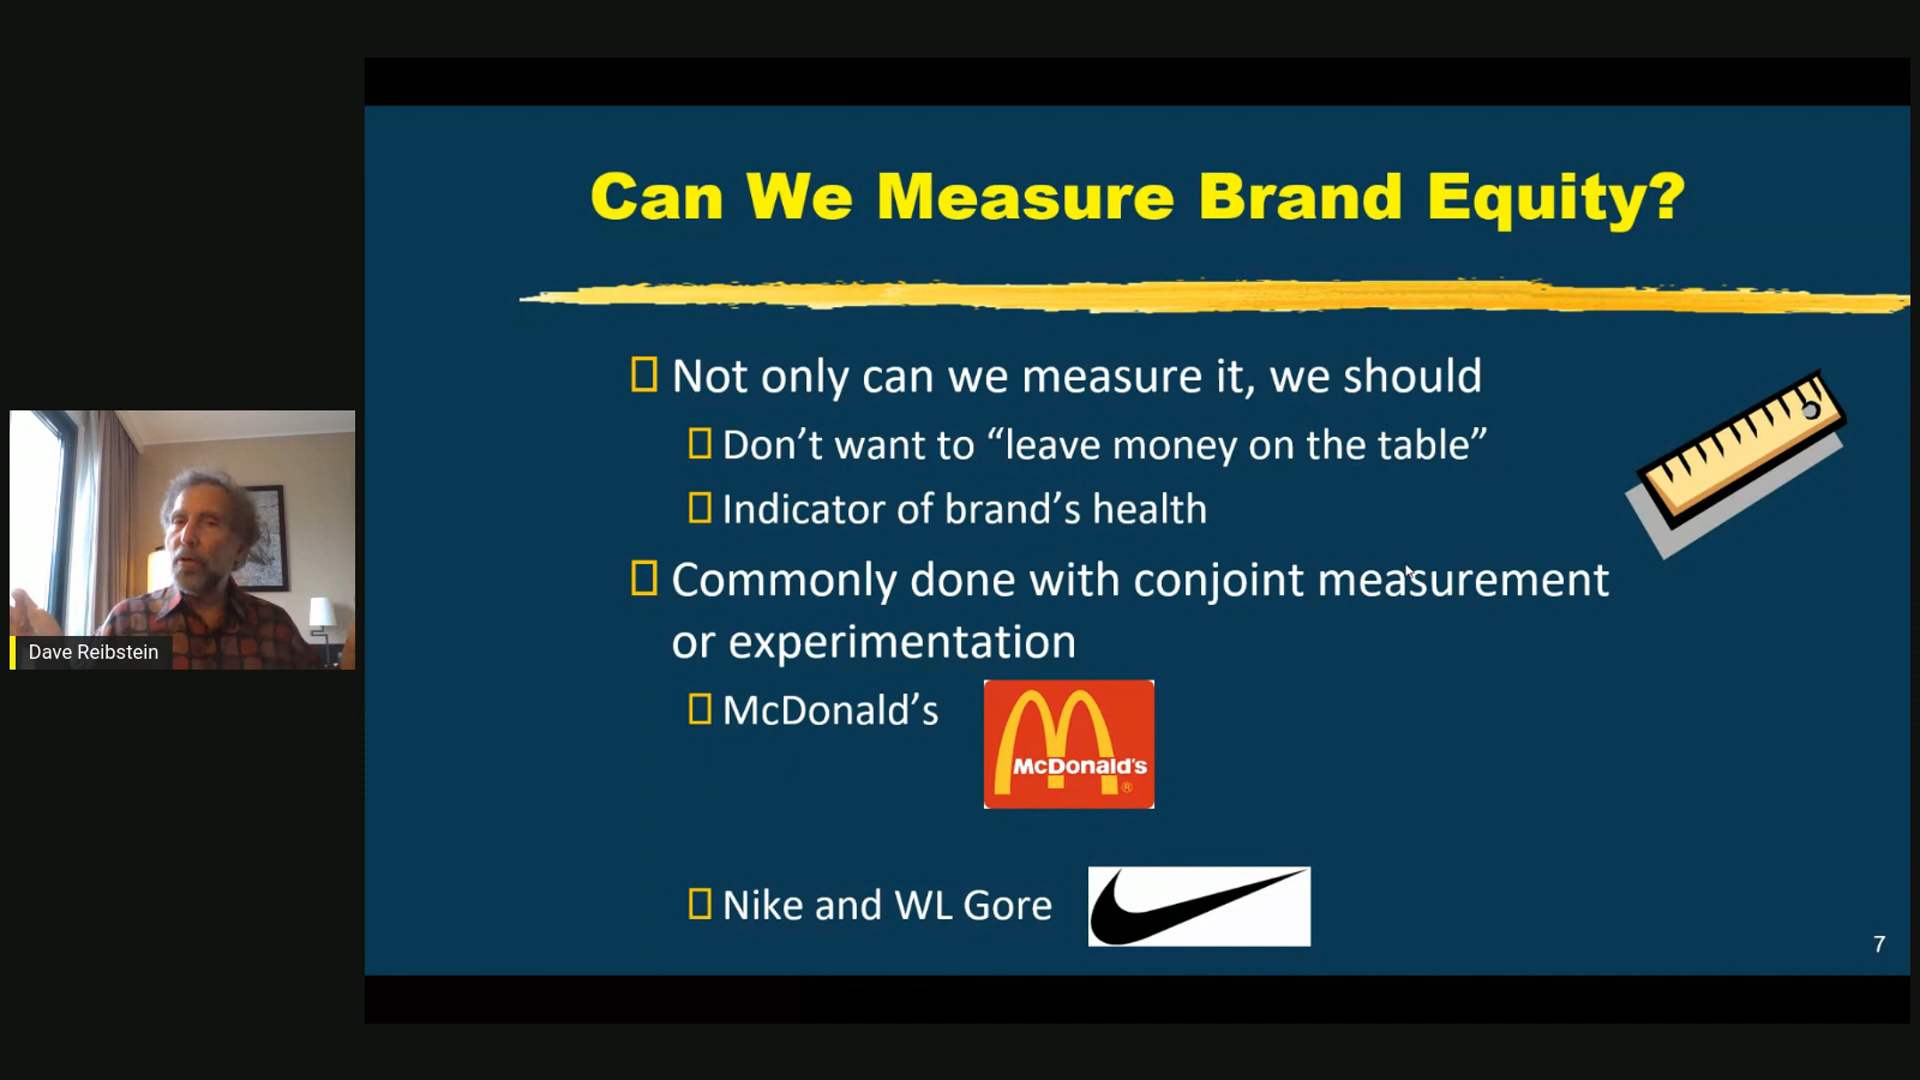 Can We Measure Brand Equity?
Not only can we measure it, we should
Don’t want to “leave money on the table”
Indicator of brand’s health
Commonly done with conjoint measurement
or experimentation
McDonald’s
McDonald's
®
Nike and WL Gore
7
Dave Reibstein